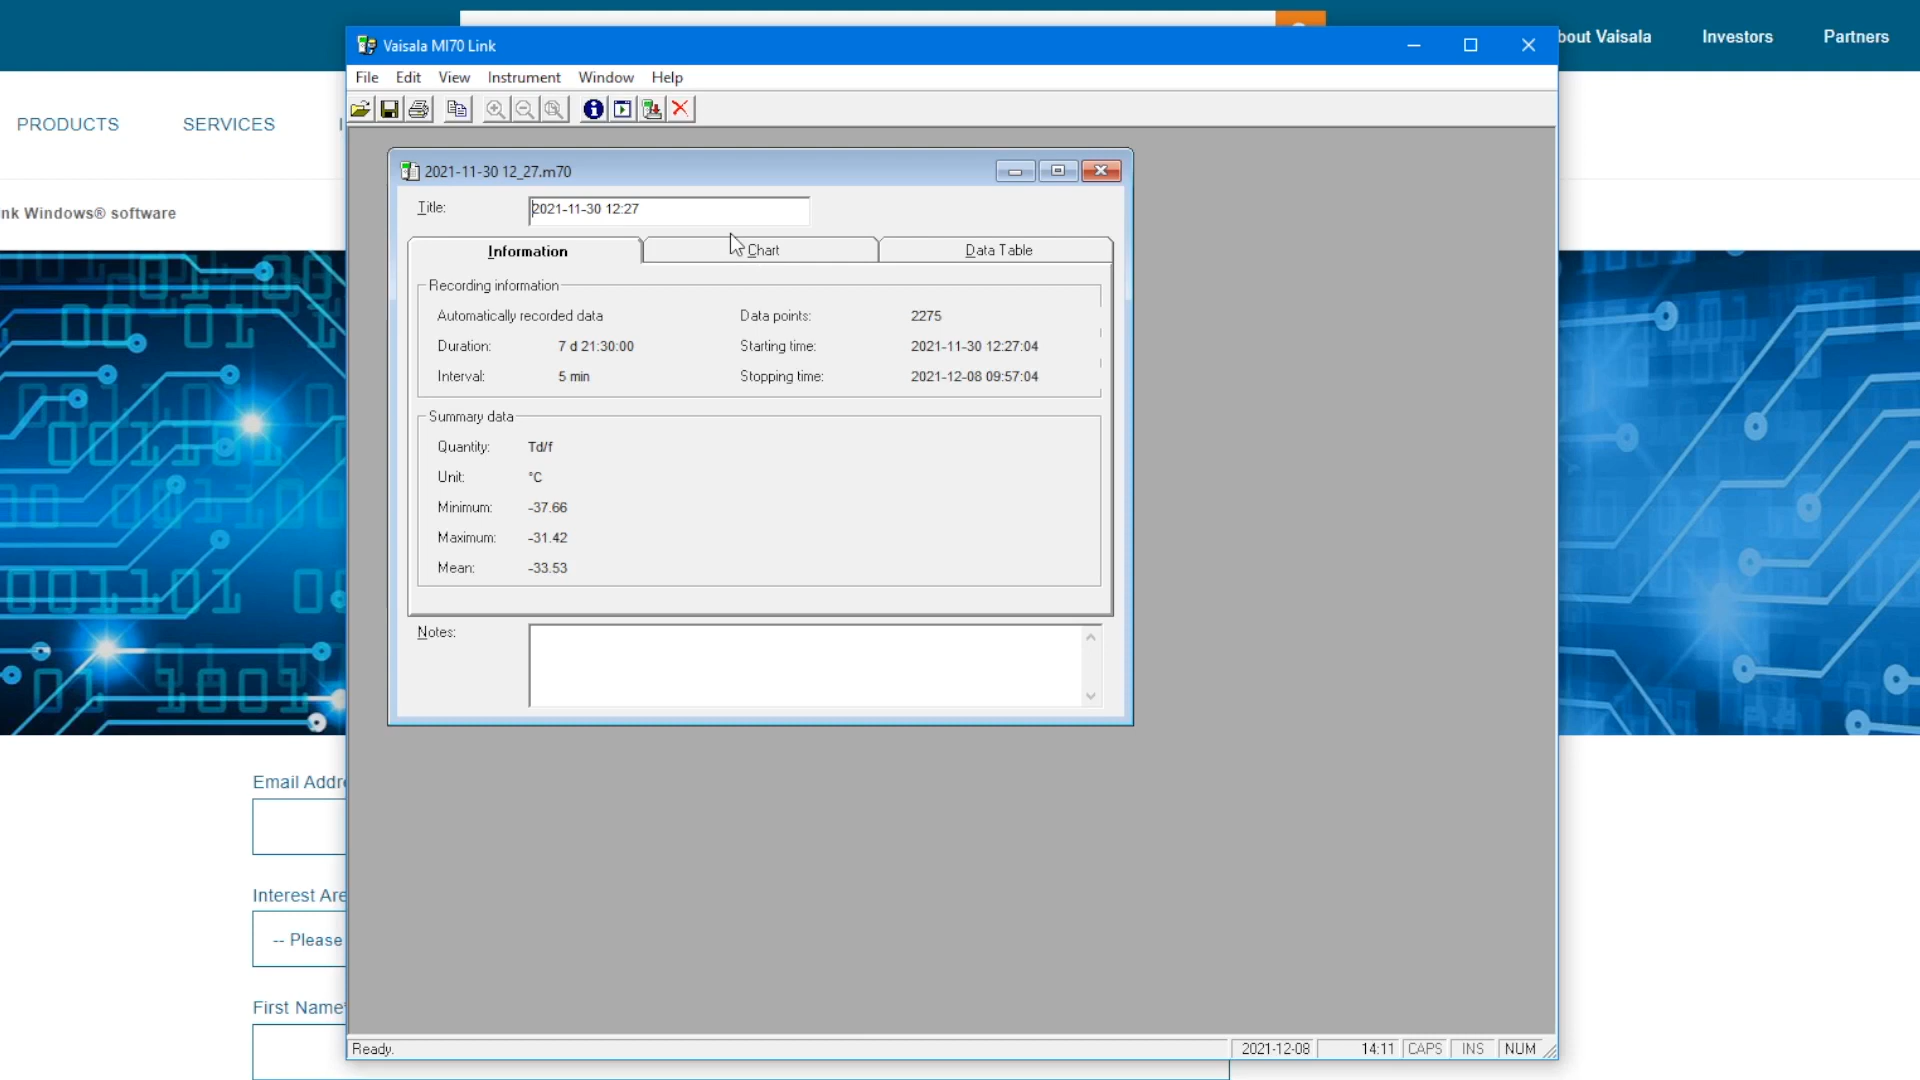 bout Vaisala Investors Partners
Vaisala MI70 Link
File Edit View Instrument Window Help
PRODUCTS SERVICES I
nk Windows® software
2021-11-30 12_27.m70
Title: 2021-11-30 12:27
Information Chart Data Table
Recording information
Automatically recorded data Data points: 2275
Duration: 7 d 21:30:00 Starting time: 2021-11-30 12:27:04
Interval: 5 min Stopping time: 2021-12-08 09:57:04
Summary data
Quantity: Td/f
Unit: °C
Minimum: -37.66
Maximum: -31.42
Mean: -33.53
Notes:
Email Addre
Interest Are
-- Please
First Name*
Ready. 2021-12-08 14:11 CAPS INS NUM